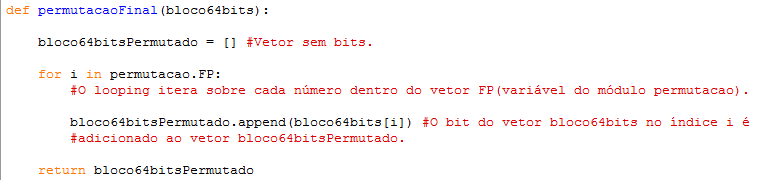 def permutacaoFinal(bloco64bits):
bloco64bitsPermutado = [] #Vetor sem bits.
for i in permutacao.FP:
#O looping itera sobre cada número dentro do vetor FP(variável do módulo permutacao).
bloco64bitsPermutado.append(bloco64bits[i]) #O bit do vetor bloco64bits no índice i é
#adicionado ao vetor bloco64bitsPermutado.
return bloco64bitsPermutado